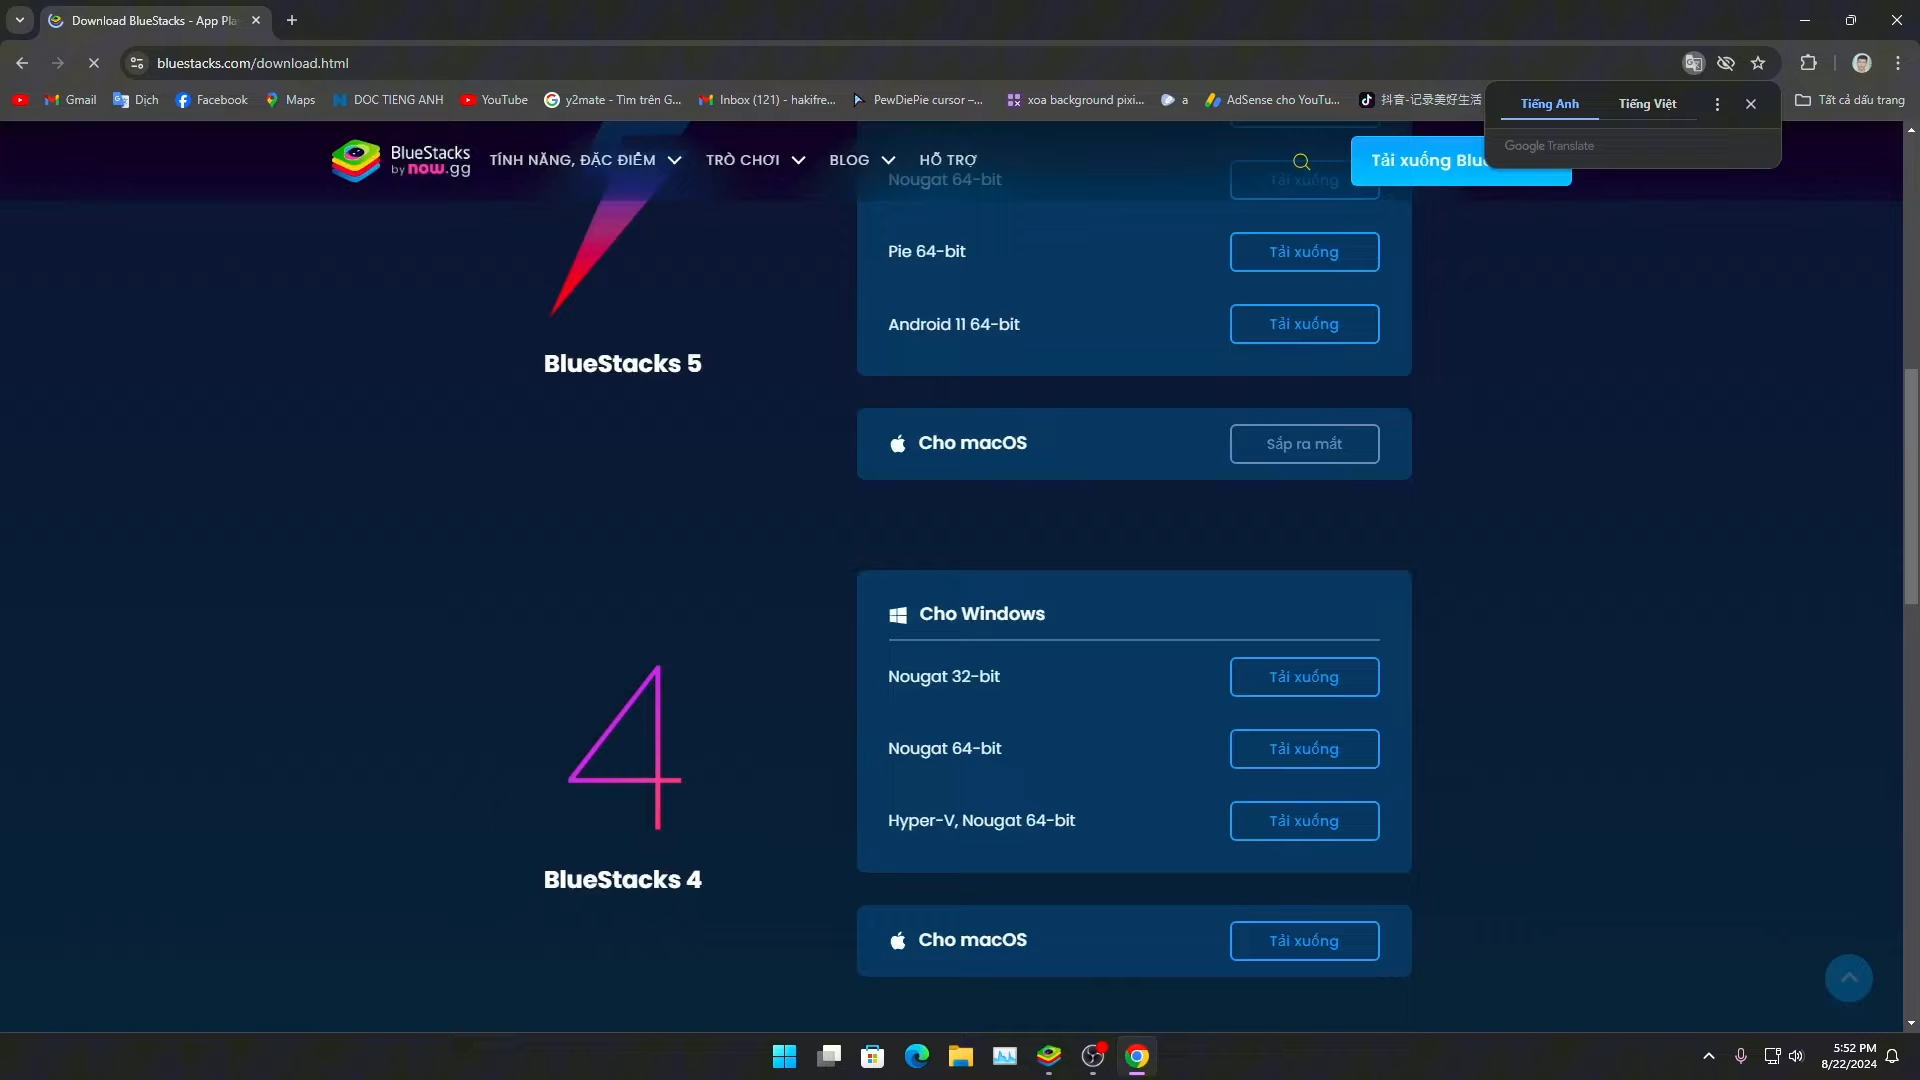 Download BlueStacks - App Pla
bluestacks.com/download.html
Gmail
Dịch
Facebook
Maps
DOC TIENG ANH
YouTube
y2mate - Tìm trên G...
Inbox (121) - hakifre...
PewDiePie cursor –...
xoa background pixi...
a
AdSense cho YouTu...
抖音-记录美好生活
Tất cả dấu trang
Tiếng Anh
Tiếng Việt
Google Translate
BlueStacks
by now.gg
TÍNH NĂNG, ĐẶC ĐIỂM
TRÒ CHƠI
BLOG
HỖ TRỢ
Tải xuống Blu
Nougat 64-bit
Tải xuống
Pie 64-bit
Tải xuống
Android 11 64-bit
Tải xuống
BlueStacks 5
Cho macOS
Sắp ra mắt
Cho Windows
Nougat 32-bit
Tải xuống
4
Nougat 64-bit
Tải xuống
Hyper-V, Nougat 64-bit
Tải xuống
BlueStacks 4
Cho macOS
Tải xuống
5:52 PM
8/22/2024